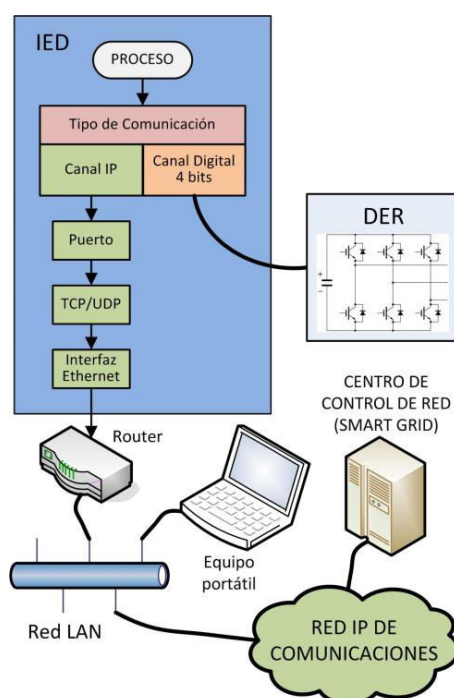 IED
PROCESO
Tipo de Comunicación
Canal IP
Canal Digital
4 bits
DER
+
−
Puerto
TCP/UDP
Interfaz
Ethernet
CENTRO DE
CONTROL DE RED
(SMART GRID)
Router
Equipo
portátil
Red LAN
RED IP DE
COMUNICACIONES